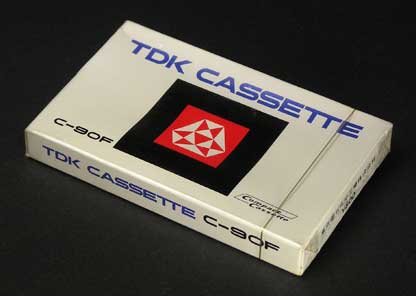 TDK CASSETTE
C-90F
Compact
Cassette
TDK CASSETTE C-90F